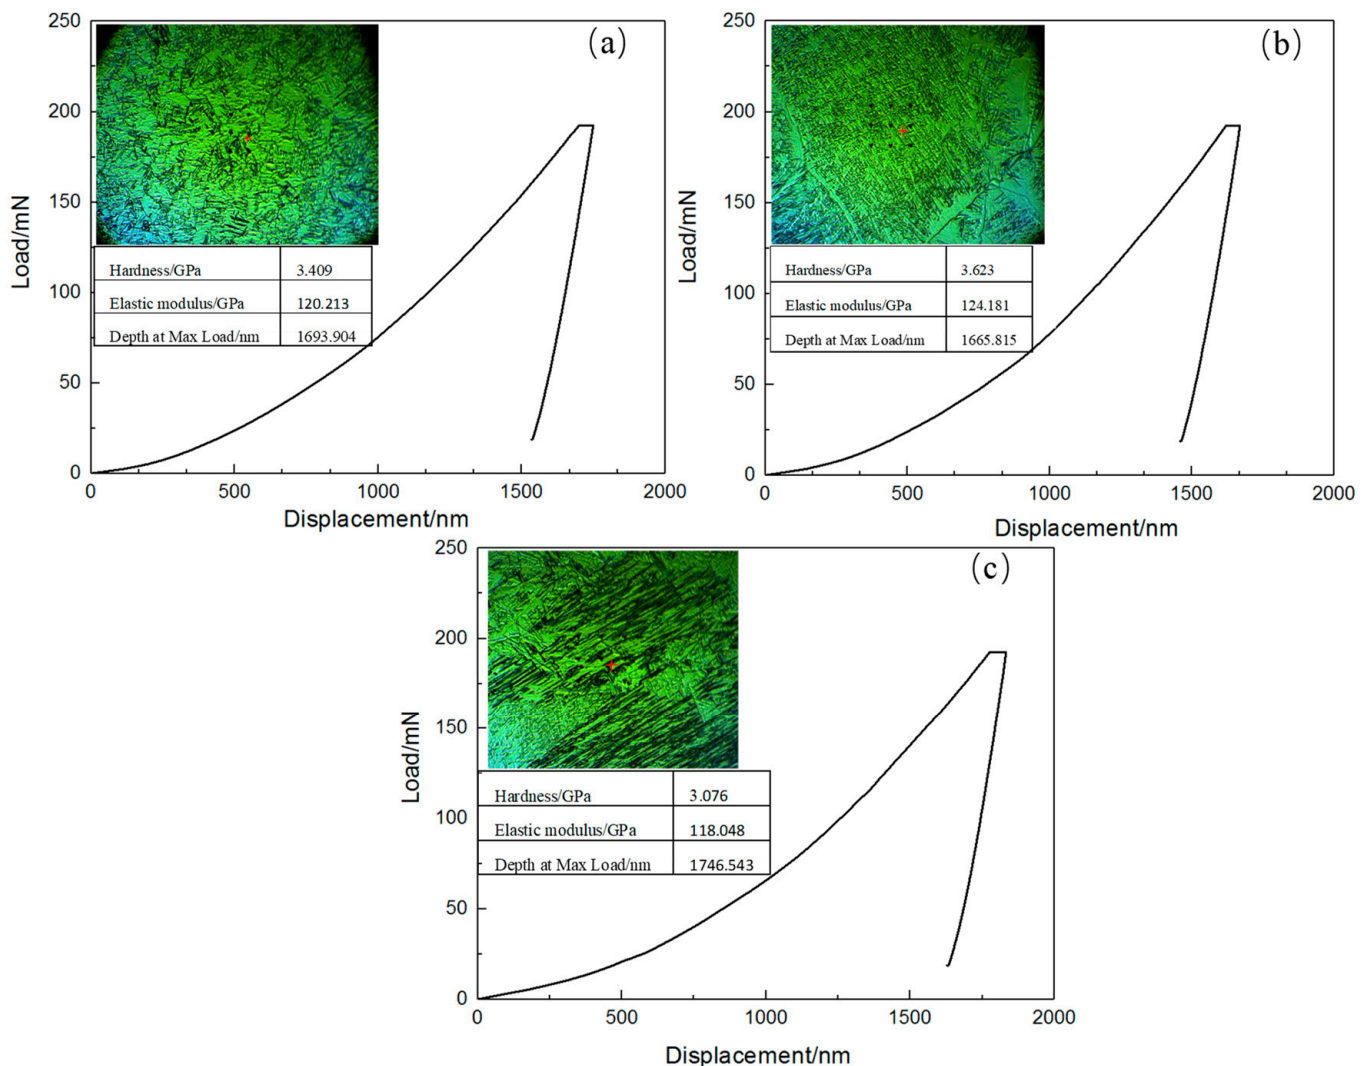 (a)
250
200
150
100
50
0
Load/mN
Hardness/GPa 3.409
Elastic modulus/GPa 120.213
Depth at Max Load/nm 1693.904
0 500 1000 1500 2000
Displacement/nm
(b)
250
200
150
100
50
0
Load/mN
Hardness/GPa 3.623
Elastic modulus/GPa 124.181
Depth at Max Load/nm 1665.815
0 500 1000 1500 2000
Displacement/nm
(c)
250
200
150
100
50
0
Load/mN
Hardness/GPa 3.076
Elastic modulus/GPa 118.048
Depth at Max Load/nm 1746.543
0 500 1000 1500 2000
Displacement/nm